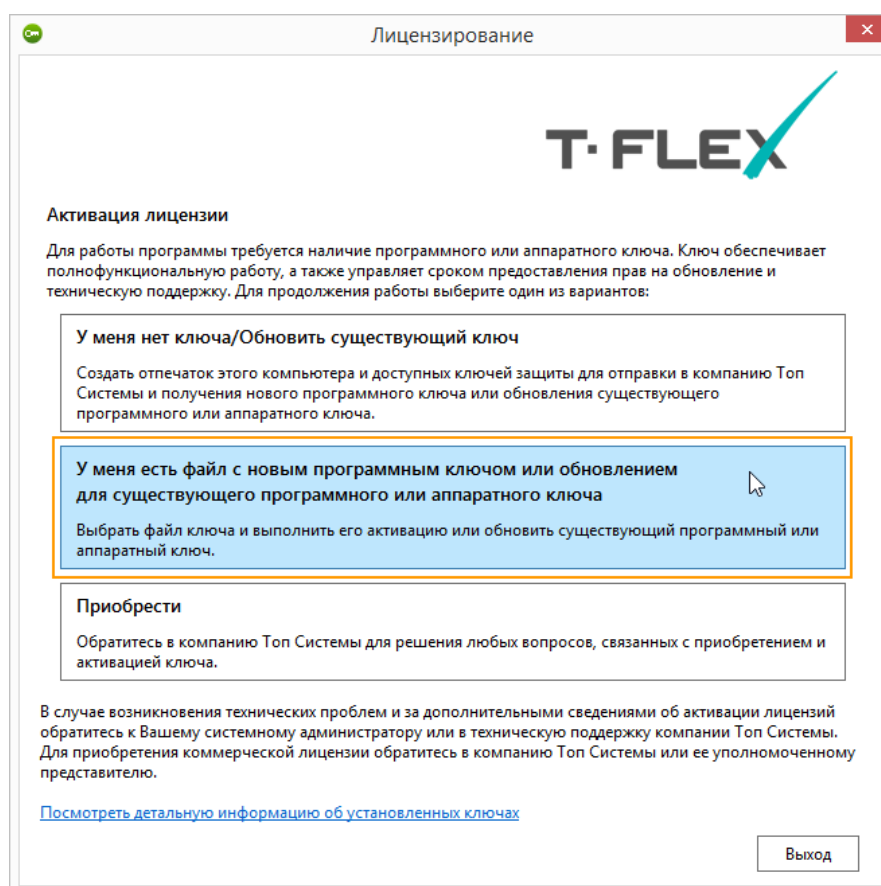 Лицензирование
T·FLEX
Активация лицензии
Для работы программы требуется наличие программного или аппаратного ключа. Ключ обеспечивает
полнофункциональную работу, а также управляет сроком предоставления прав на обновление и
техническую поддержку. Для продолжения работы выберите один из вариантов:
У меня нет ключа/Обновить существующий ключ
Создать отпечаток этого компьютера и доступных ключей защиты для отправки в компанию Топ
Системы и получения нового программного ключа или обновления существующего
программного или аппаратного ключа.
У меня есть файл с новым программным ключом или обновлением
для существующего программного или аппаратного ключа
Выбрать файл ключа и выполнить его активацию или обновить существующий программный или
аппаратный ключ.
Приобрести
Обратитесь в компанию Топ Системы для решения любых вопросов, связанных с приобретением и
активацией ключа.
В случае возникновения технических проблем и за дополнительными сведениями об активации лицензий
обратитесь к Вашему системному администратору или в техническую поддержку компании Топ Системы.
Для приобретения коммерческой лицензии обратитесь в компанию Топ Системы или ее уполномоченному
представителю.
Посмотреть детальную информацию об установленных ключах
Выход